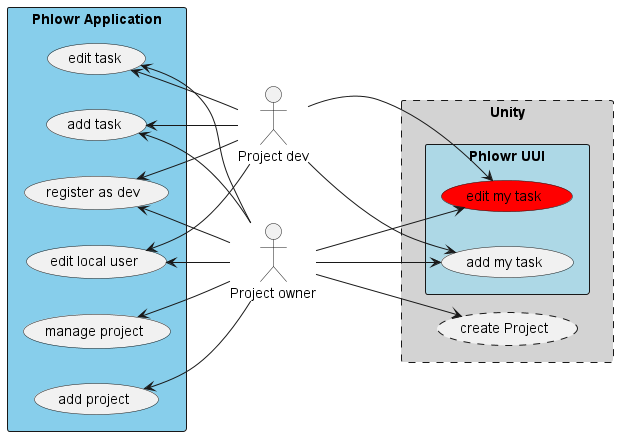 Phlowr Application
edit task
add task
register as dev
edit local user
manage project
add project
Project dev
Project owner
Unity
Phlowr UUI
edit my task
add my task
create Project